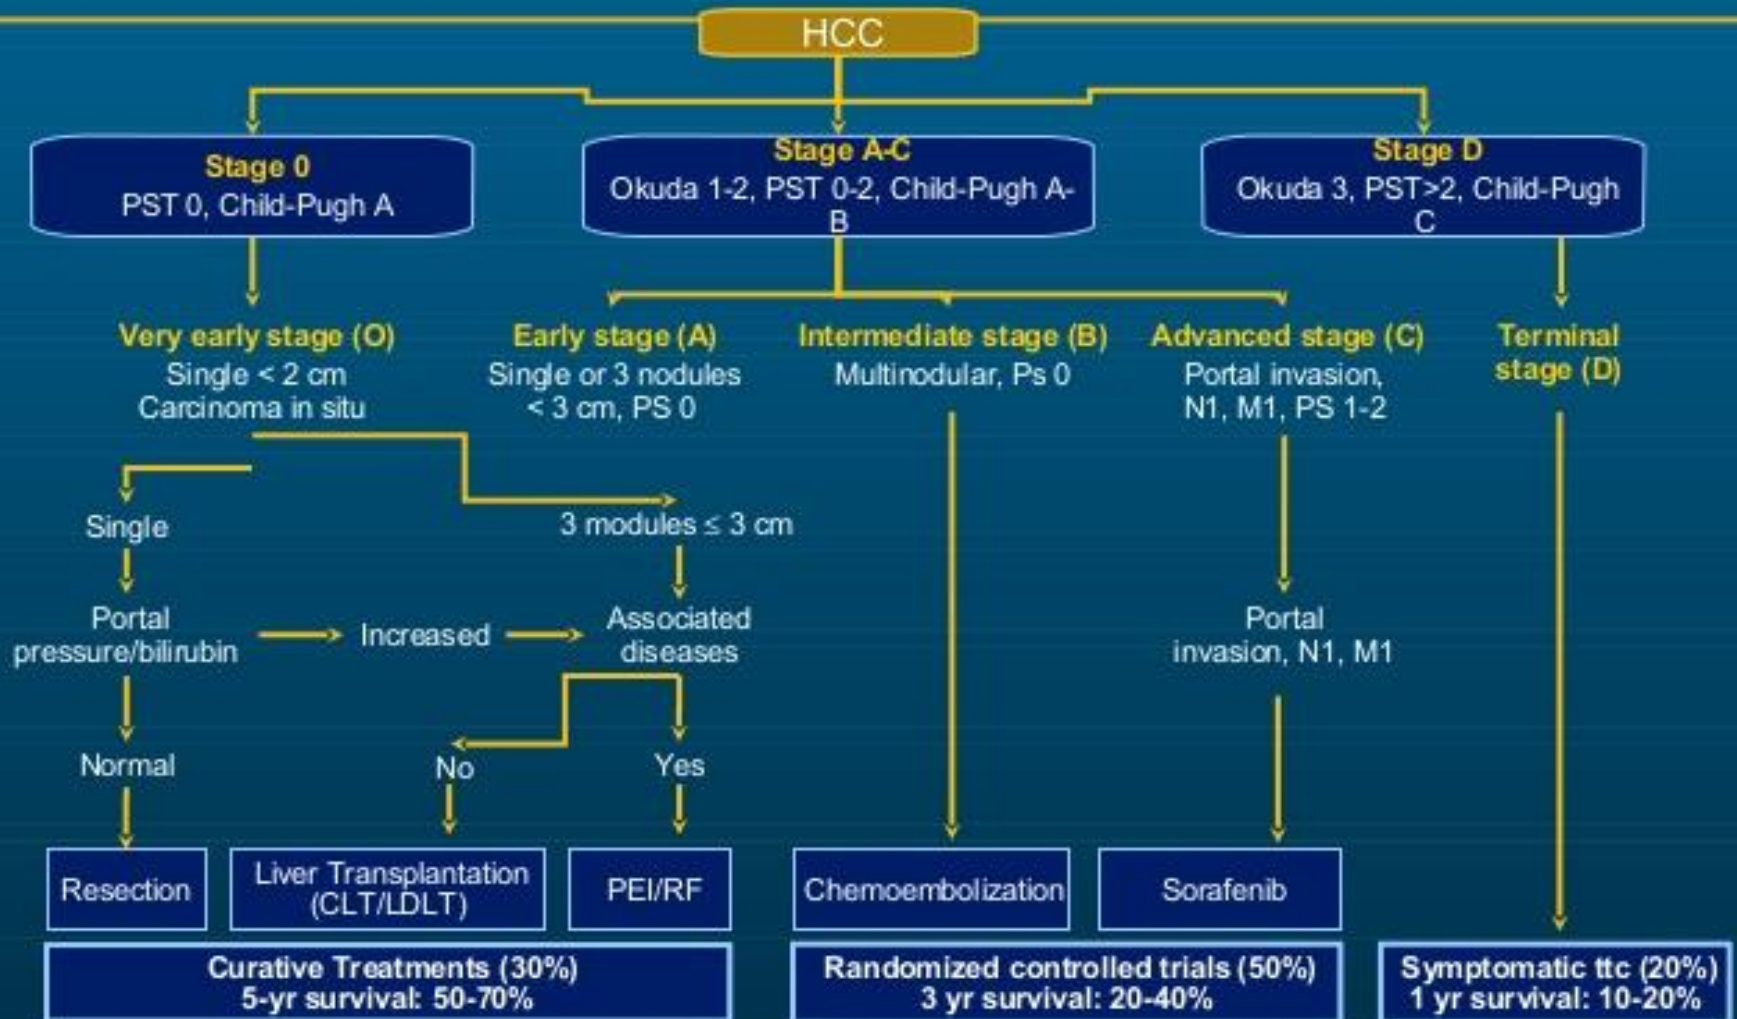 HCC
Stage 0
PST 0, Child-Pugh A
Stage A-C
Okuda 1-2, PST 0-2, Child-Pugh A-
B
Stage D
Okuda 3, PST>2, Child-Pugh
C
Very early stage (O)
Single < 2 cm
Carcinoma in situ
Early stage (A)
Single or 3 nodules
< 3 cm, PS 0
Intermediate stage (B)
Multinodular, Ps 0
Advanced stage (C)
Portal invasion,
N1, M1, PS 1-2
Terminal
stage (D)
Single
3 modules ≤ 3 cm
Portal
pressure/bilirubin
Increased
Associated
diseases
Portal
invasion, N1, M1
Normal
No
Yes
Resection
Liver Transplantation
(CLT/LDLT)
PEI/RF
Chemoembolization
Sorafenib
Curative Treatments (30%)
5-yr survival: 50-70%
Randomized controlled trials (50%)
3 yr survival: 20-40%
Symptomatic ttc (20%)
1 yr survival: 10-20%